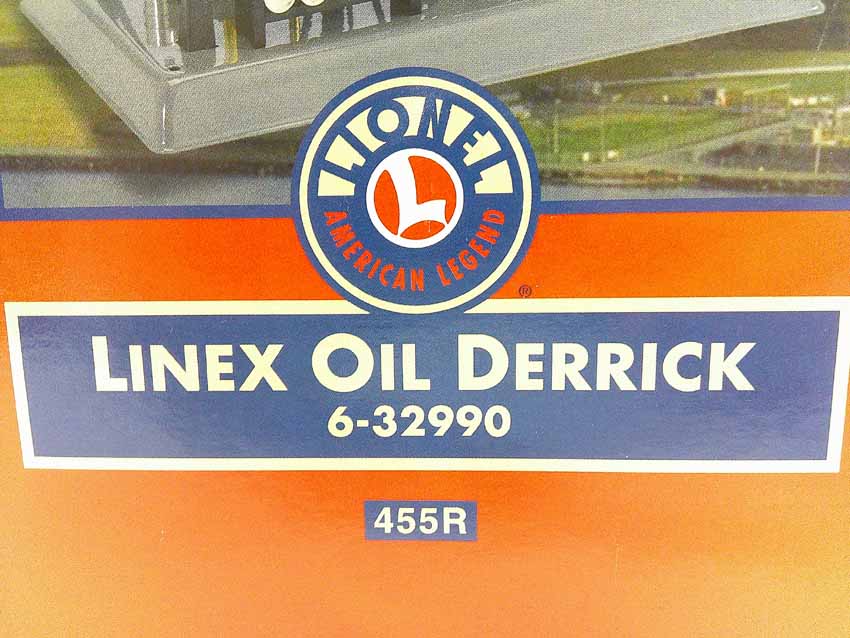 LIONEL
L
AMERICAN LEGEND
®
LINEX OIL DERRICK
6-32990
455R